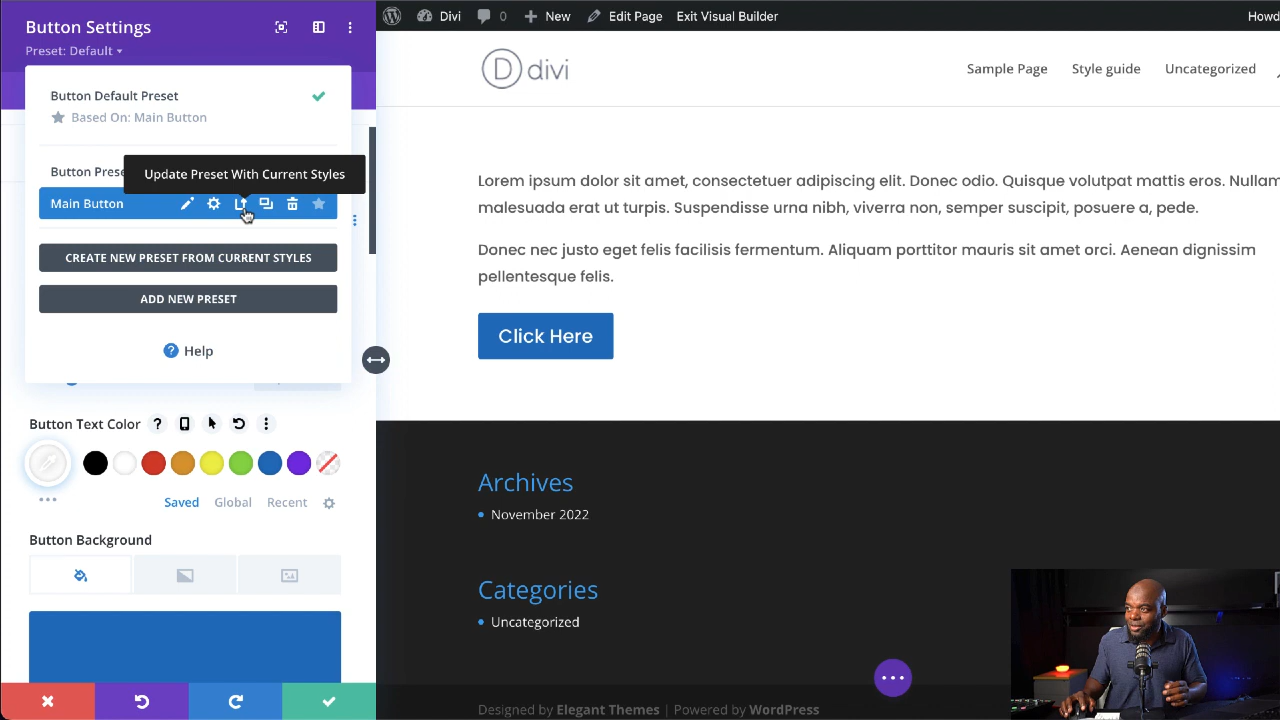 Button Settings
Preset: Default
Button Default Preset
Based On: Main Button
Button Prese
Update Preset With Current Styles
Main Button
CREATE NEW PRESET FROM CURRENT STYLES
ADD NEW PRESET
? Help
Button Text Color ?
Saved Global Recent
Button Background
Divi 0 New Edit Page Exit Visual Builder Howd
D divi
Sample Page Style guide Uncategorized
Lorem ipsum dolor sit amet, consectetuer adipiscing elit. Donec odio. Quisque volutpat mattis eros. Nullam
malesuada erat ut turpis. Suspendisse urna nibh, viverra non, semper suscipit, posuere a, pede.
Donec nec justo eget felis facilisis fermentum. Aliquam porttitor mauris sit amet orci. Aenean dignissim
pellentesque felis.
Click Here
Archives
November 2022
Categories
Uncategorized
Designed by Elegant Themes | Powered by WordPress